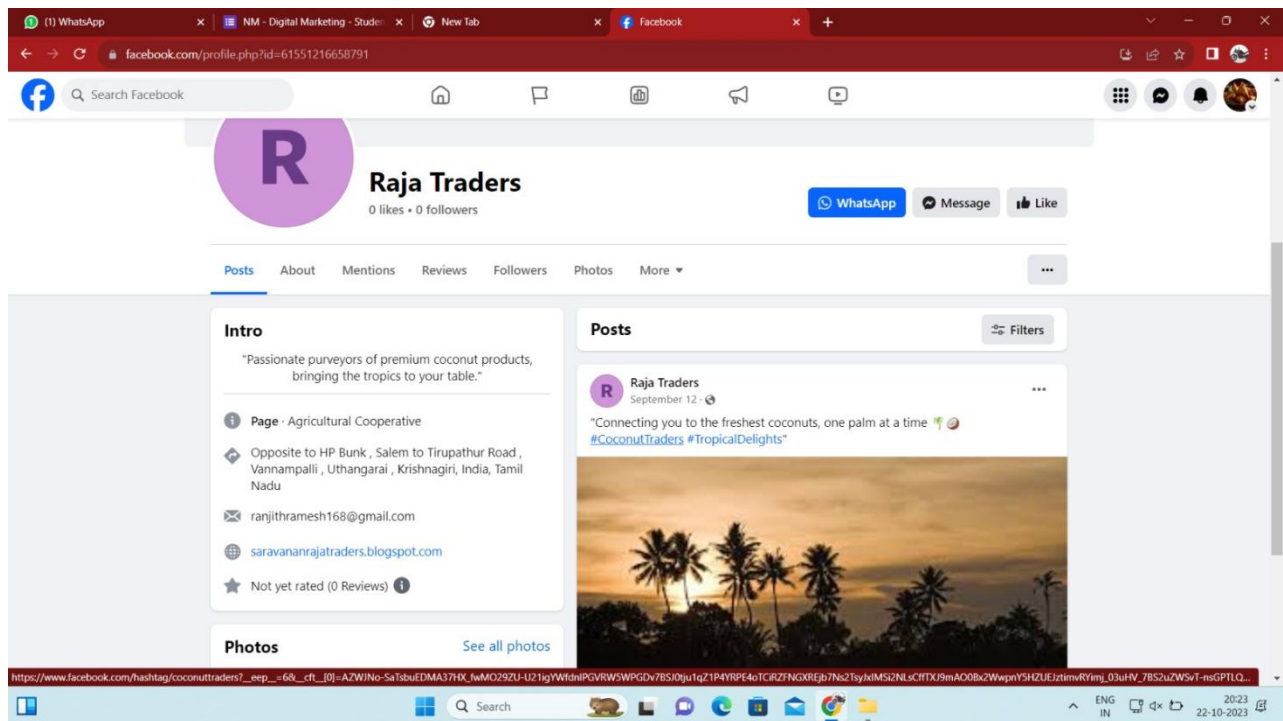 (1) WhatsApp
NM - Digital Marketing - Studen
New Tab
Facebook
facebook.com/profile.php?id=61551216658791
Search Facebook
R
Raja Traders
0 likes • 0 followers
WhatsApp
Message
Like
Posts
About
Mentions
Reviews
Followers
Photos
More
Intro
"Passionate purveyors of premium coconut products,
bringing the tropics to your table."
Page · Agricultural Cooperative
Opposite to HP Bunk , Salem to Tirupathur Road ,
Vannampalli , Uthangarai , Krishnagiri, India, Tamil
Nadu
ranjithramesh168@gmail.com
saravananrajatraders.blogspot.com
Not yet rated (0 Reviews)
Photos
See all photos
Posts
Filters
R
Raja Traders
September 12 ·
"Connecting you to the freshest coconuts, one palm at a time 🌴🥥
#CoconutTraders #TropicalDelights"
Search
ENG
IN
20:23
22-10-2023